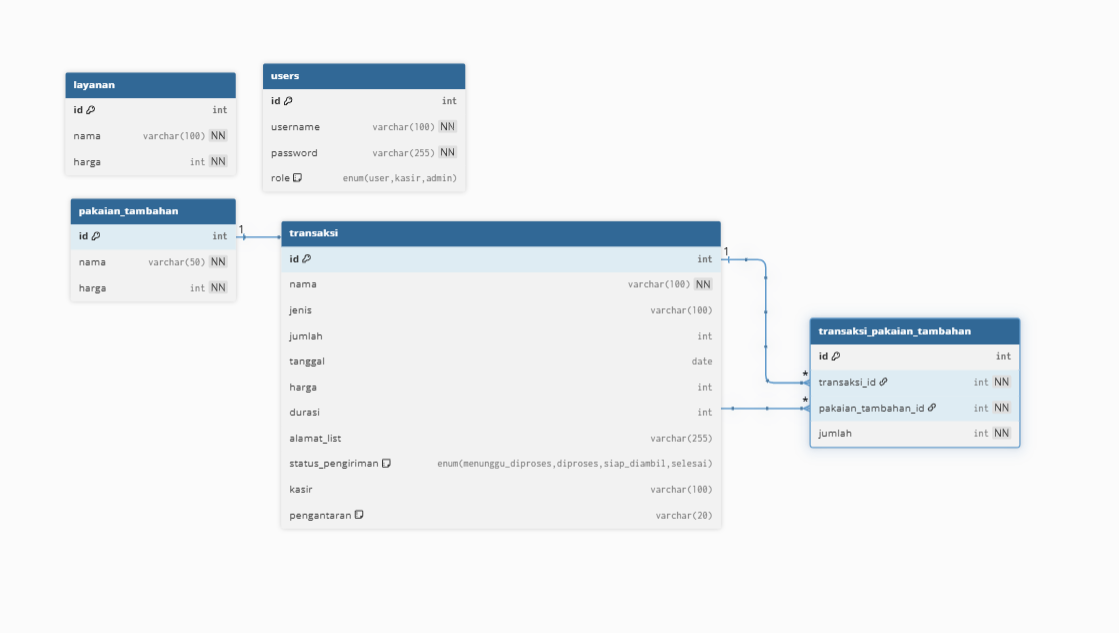 layanan
id int
nama varchar(100) NN
harga int NN
users
id int
username varchar(100) NN
password varchar(255) NN
role enum(user,kasir,admin)
pakaian_tambahan
id int
nama varchar(50) NN
harga int NN
1
transaksi
id int
nama varchar(100) NN
jenis varchar(100)
jumlah int
tanggal date
harga int
durasi int
alamat_list varchar(255)
status_pengiriman enum(menunggu_diproses,diproses,siap_diambil,selesai)
kasir varchar(100)
pengantaran varchar(20)
1
*
*
transaksi_pakaian_tambahan
id int
transaksi_id int NN
pakaian_tambahan_id int NN
jumlah int NN